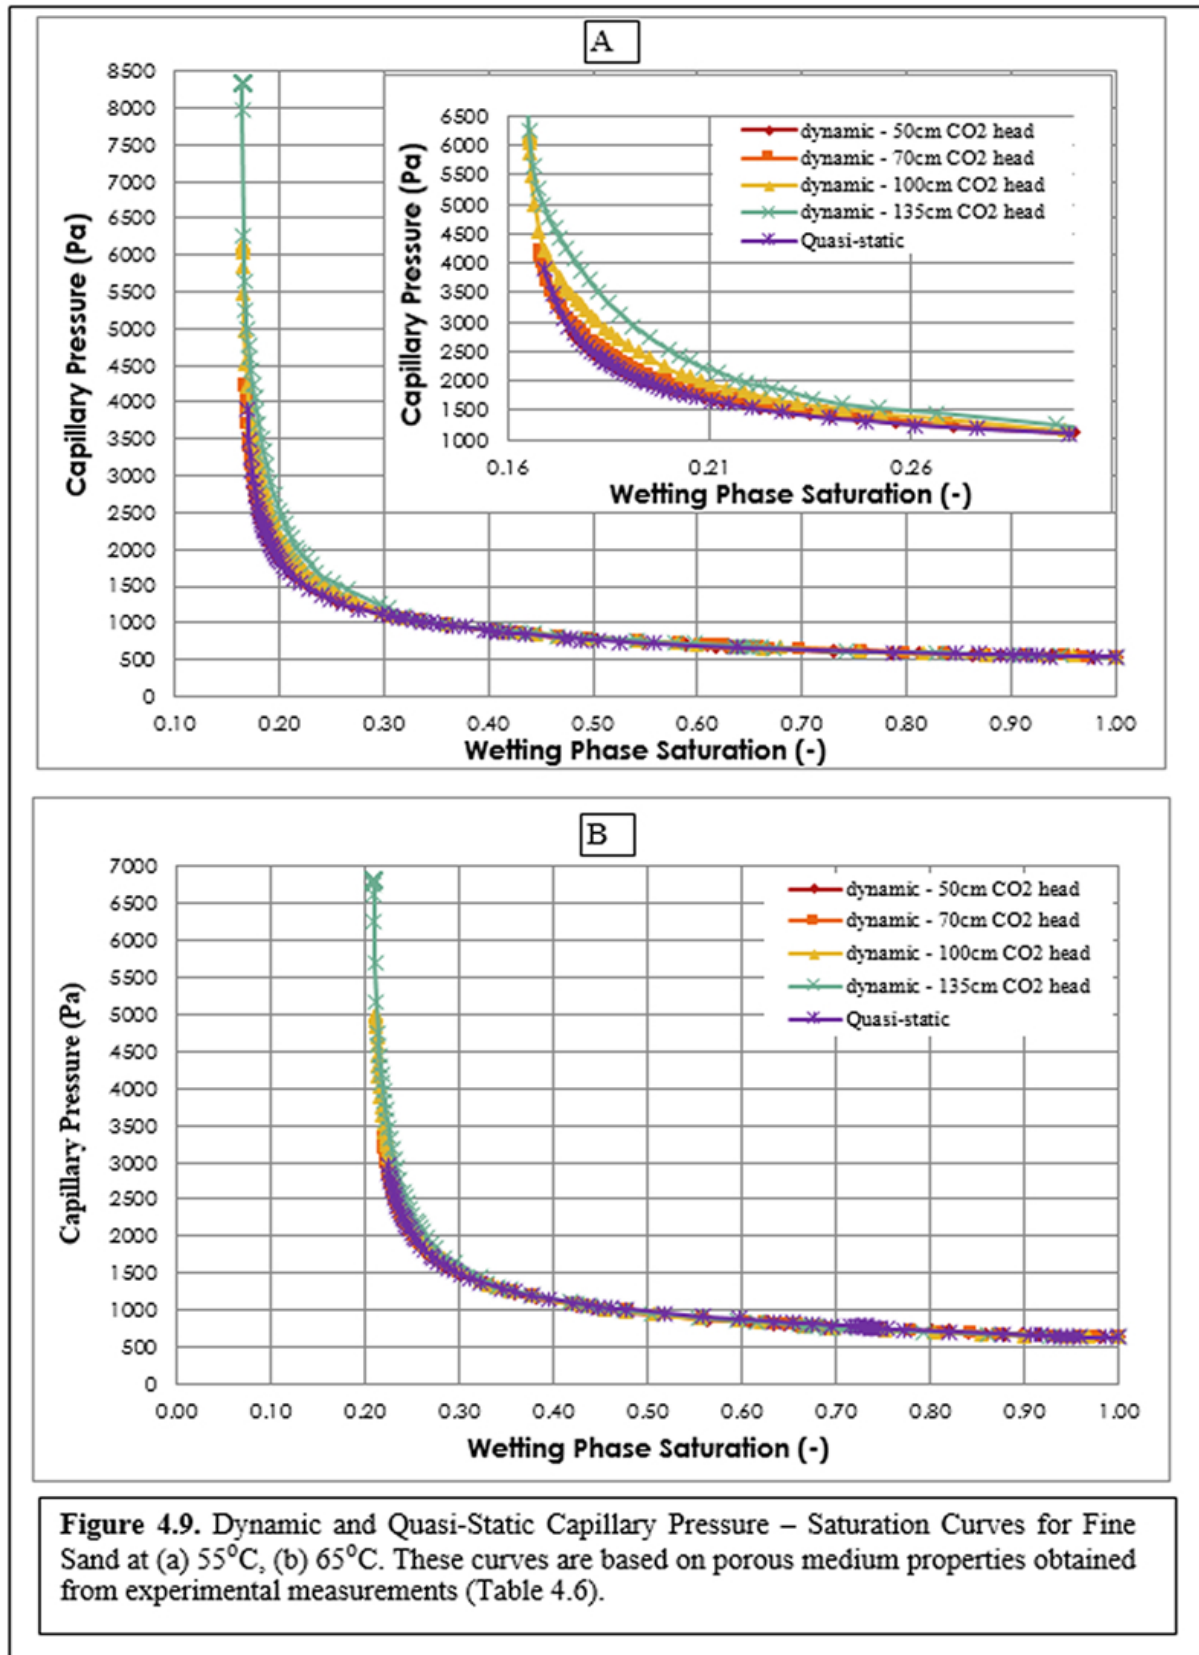 A
8500
8000
7500
7000
6500
6000
5500
5000
4500
4000
3500
3000
2500
2000
1500
1000
500
0
Capillary Pressure (Pa)
0.10 0.20 0.30 0.40 0.50 0.60 0.70 0.80 0.90 1.00
Wetting Phase Saturation (-)
6500
6000
5500
5000
4500
4000
3500
3000
2500
2000
1500
1000
Capillary Pressure (Pa)
0.16 0.21 0.26
Wetting Phase Saturation (-)
dynamic - 50cm CO2 head
dynamic - 70cm CO2 head
dynamic - 100cm CO2 head
dynamic - 135cm CO2 head
Quasi-static
B
7000
6500
6000
5500
5000
4500
4000
3500
3000
2500
2000
1500
1000
500
0
Capillary Pressure (Pa)
0.00 0.10 0.20 0.30 0.40 0.50 0.60 0.70 0.80 0.90 1.00
Wetting Phase Saturation (-)
dynamic - 50cm CO2 head
dynamic - 70cm CO2 head
dynamic - 100cm CO2 head
dynamic - 135cm CO2 head
Quasi-static
Figure 4.9. Dynamic and Quasi-Static Capillary Pressure – Saturation Curves for Fine
Sand at (a) 55⁰C, (b) 65⁰C. These curves are based on porous medium properties obtained
from experimental measurements (Table 4.6).